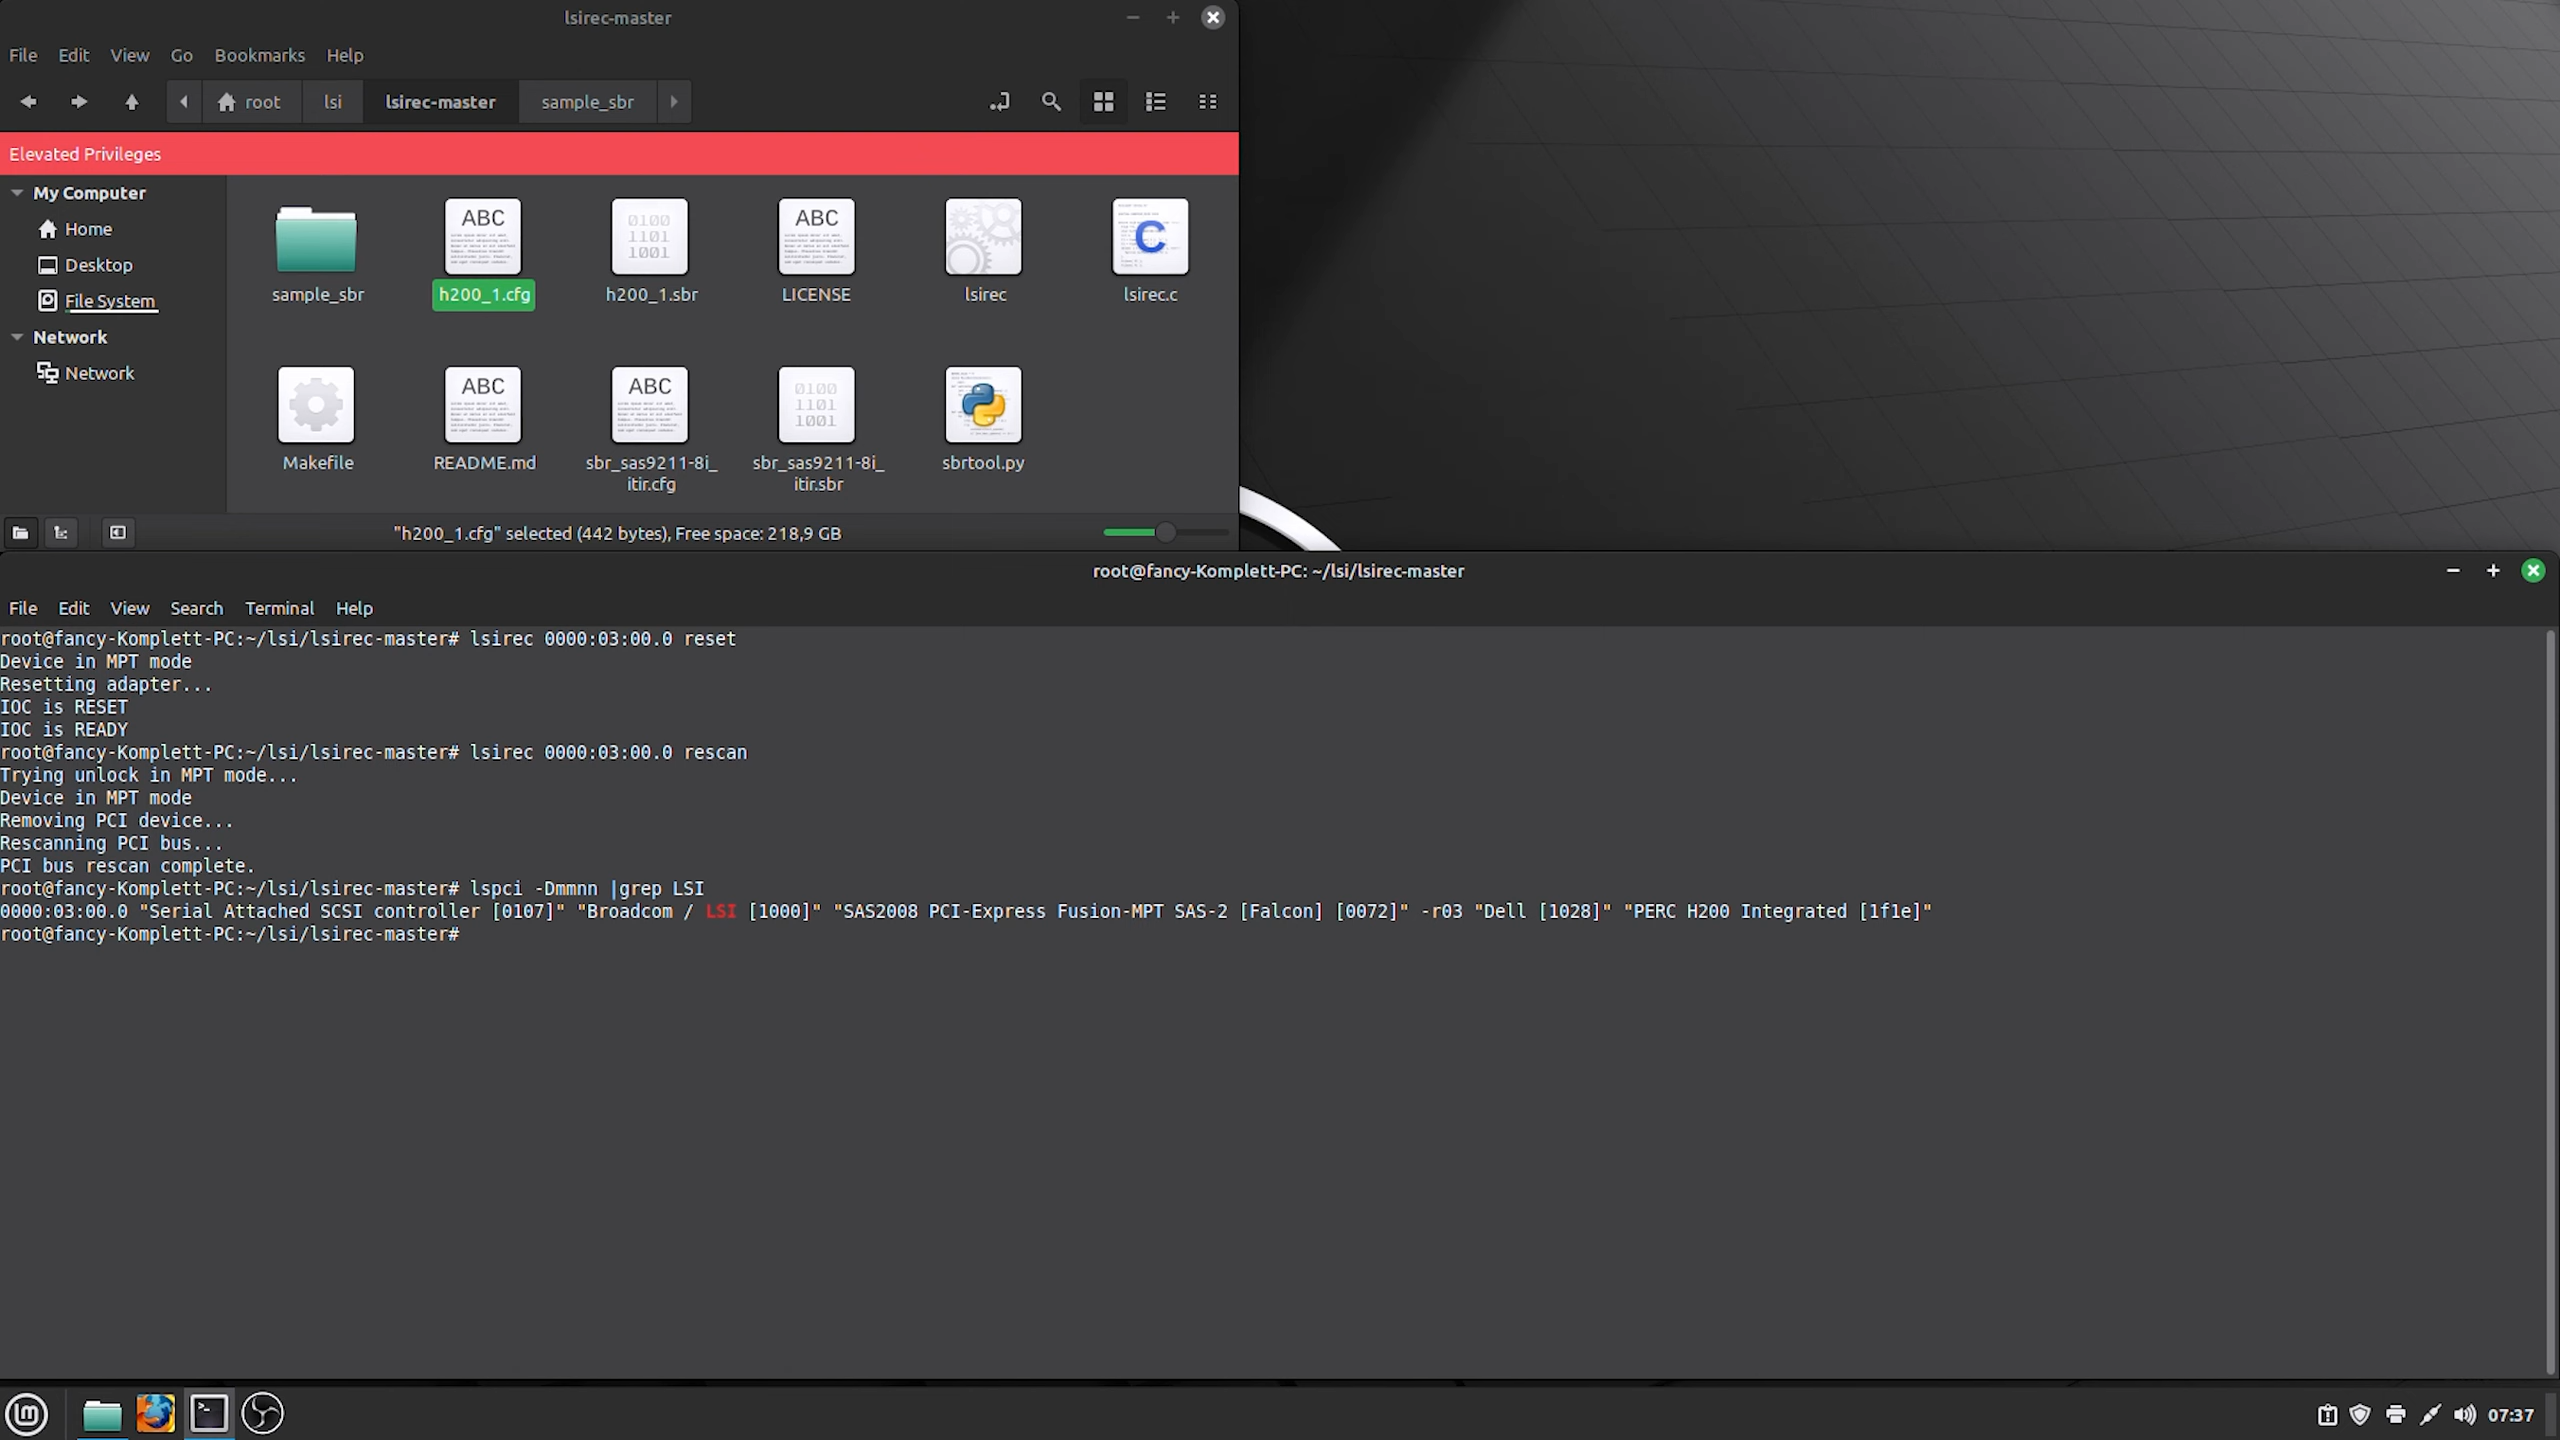 lsirec-master
File Edit View Go Bookmarks Help
root lsi lsirec-master sample_sbr
Elevated Privileges
My Computer
Home
Desktop
File System
Network
Network
ABC 0100 1101 1001 ABC C
sample_sbr h200_1.cfg h200_1.sbr LICENSE lsirec lsirec.c
ABC ABC 0100 1101 1001
Makefile README.md sbr_sas9211-8i_ sbr_sas9211-8i_ sbrtool.py
itir.cfg itir.sbr
"h200_1.cfg" selected (442 bytes), Free space: 218,9 GB
root@fancy-Komplett-PC: ~/lsi/lsirec-master
File Edit View Search Terminal Help
root@fancy-Komplett-PC:~/lsi/lsirec-master# lsirec 0000:03:00.0 reset
Device in MPT mode
Resetting adapter...
IOC is RESET
IOC is READY
root@fancy-Komplett-PC:~/lsi/lsirec-master# lsirec 0000:03:00.0 rescan
Trying unlock in MPT mode...
Device in MPT mode
Removing PCI device...
Rescanning PCI bus...
PCI bus rescan complete.
root@fancy-Komplett-PC:~/lsi/lsirec-master# lspci -Dmmnn |grep LSI
0000:03:00.0 "Serial Attached SCSI controller [0107]" "Broadcom / LSI [1000]" "SAS2008 PCI-Express Fusion-MPT SAS-2 [Falcon] [0072]" -r03 "Dell [1028]" "PERC H200 Integrated [1f1e]"
root@fancy-Komplett-PC:~/lsi/lsirec-master#
07:37